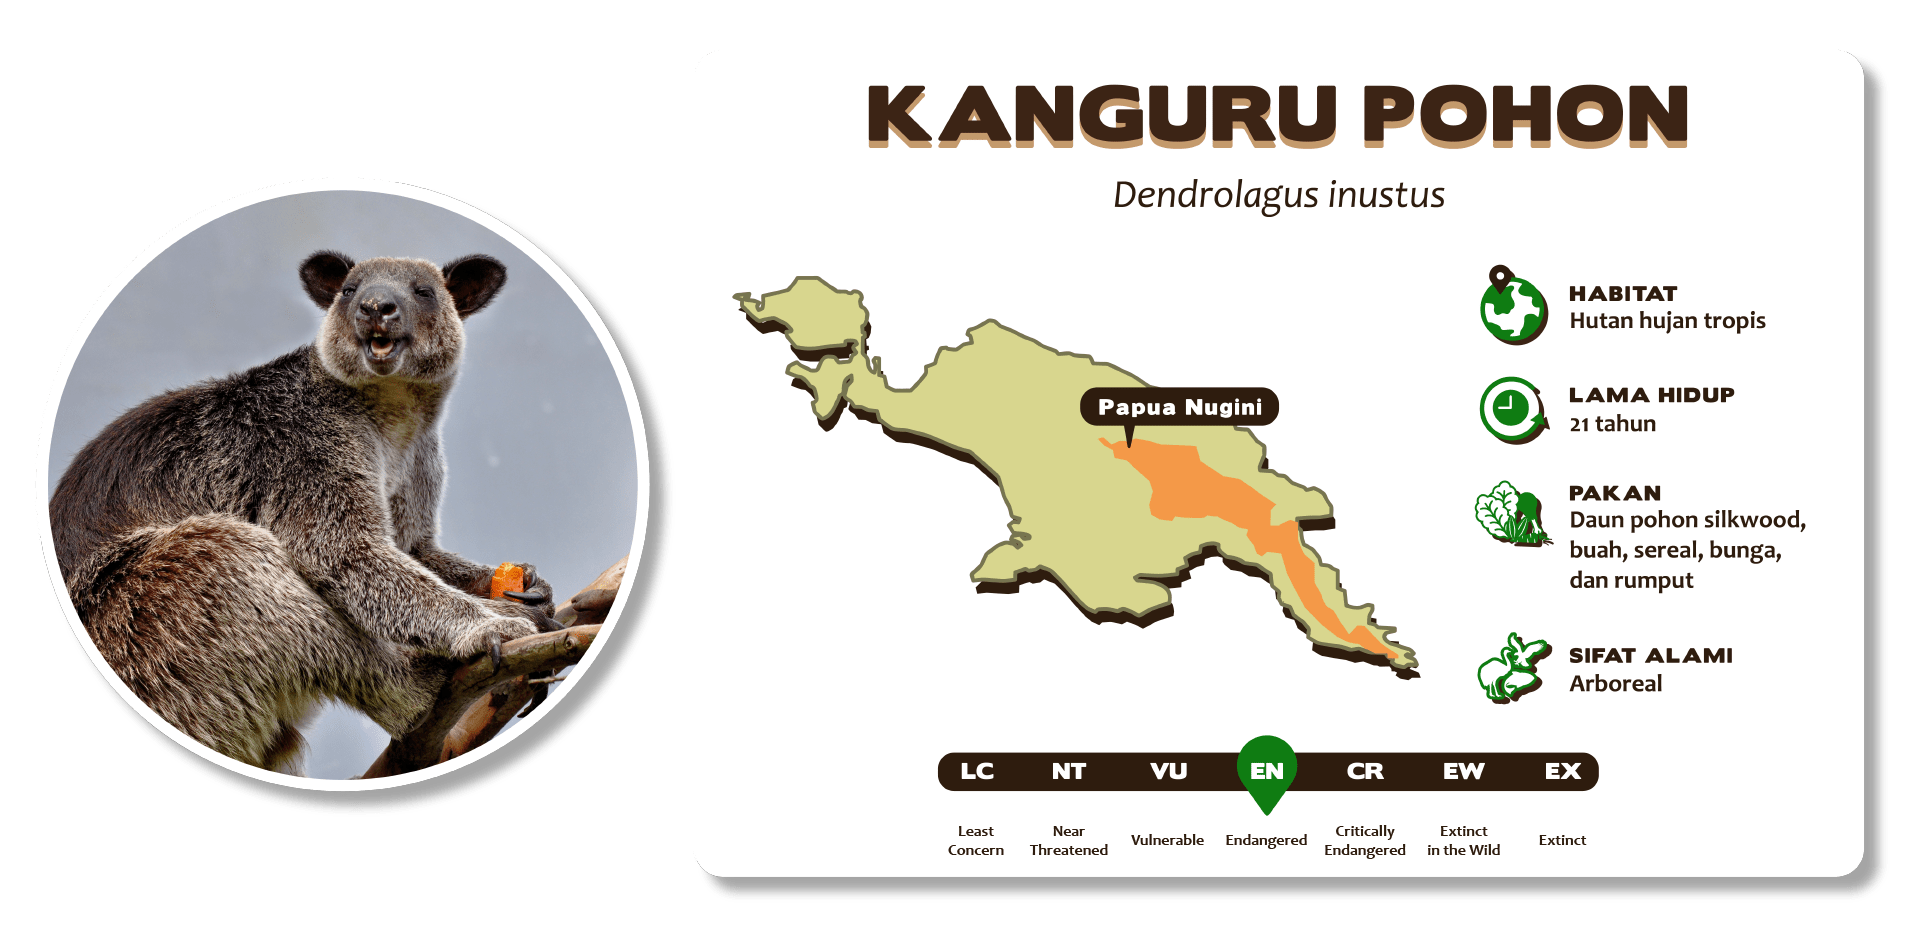 KANGURU POHON
Dendrolagus inustus
Papua Nugini
HABITAT
Hutan hujan tropis
LAMA HIDUP
21 tahun
PAKAN
Daun pohon silkwood,
buah, sereal, bunga,
dan rumput
SIFAT ALAMI
Arboreal
LC NT VU EN CR EW EX
Least Concern
Near Threatened
Vulnerable
Endangered
Critically Endangered
Extinct in the Wild
Extinct